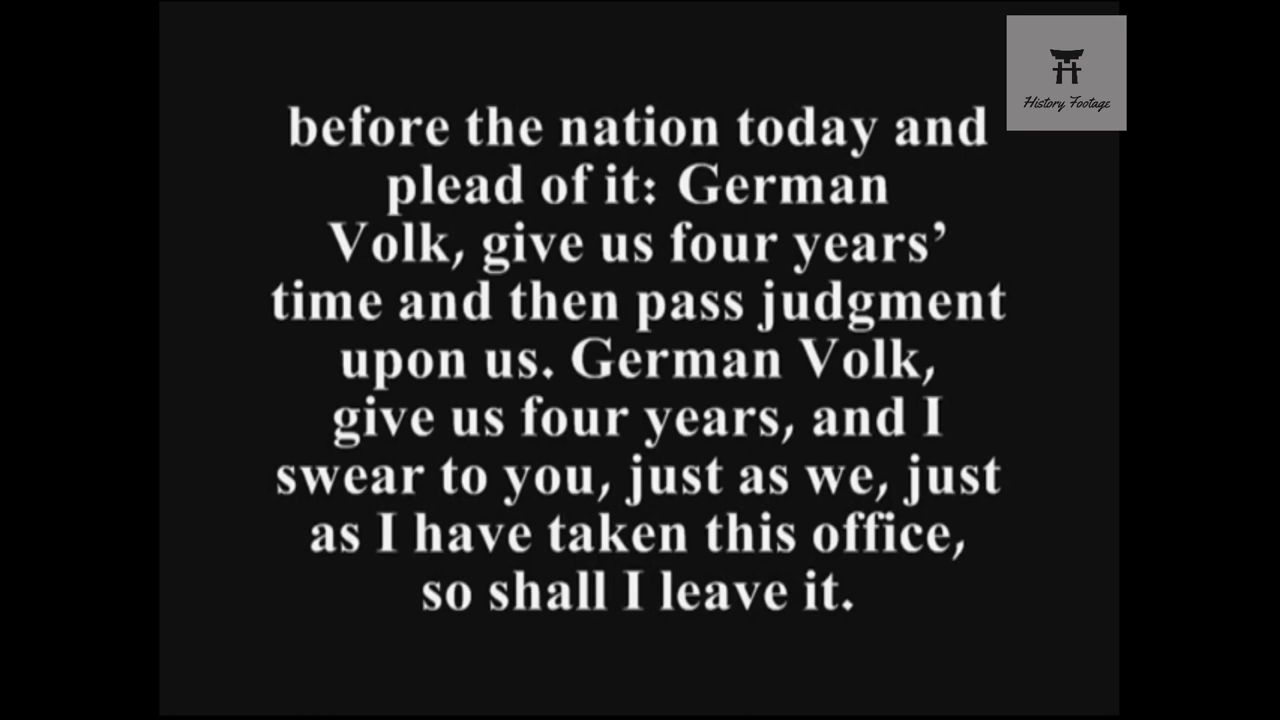 before the nation today and
plead of it: German
Volk, give us four years’
time and then pass judgment
upon us. German Volk,
give us four years, and I
swear to you, just as we, just
as I have taken this office,
so shall I leave it.
History Footage